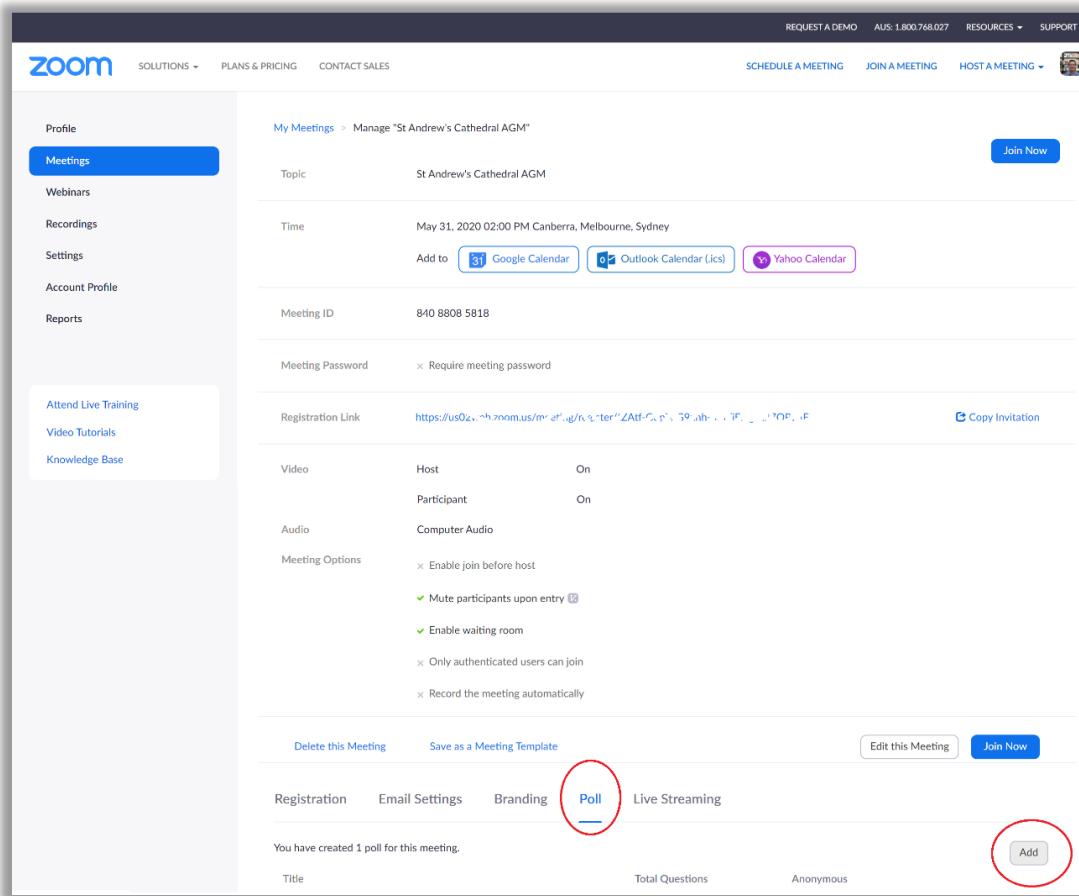 REQUEST A DEMO AUS: 1.800.768.027 RESOURCES SUPPORT
zoom SOLUTIONS PLANS & PRICING CONTACT SALES SCHEDULE A MEETING JOIN A MEETING HOST A MEETING
Profile
Meetings
Webinars
Recordings
Settings
Account Profile
Reports
Attend Live Training
Video Tutorials
Knowledge Base
My Meetings > Manage "St Andrew's Cathedral AGM"
Join Now
Topic St Andrew's Cathedral AGM
Time May 31, 2020 02:00 PM Canberra, Melbourne, Sydney
Add to 31 Google Calendar Outlook Calendar (.ics) Yahoo Calendar
Meeting ID 840 8808 5818
Meeting Password Require meeting password
Registration Link Copy Invitation
Video Host On
Participant On
Audio Computer Audio
Meeting Options Enable join before host
Mute participants upon entry
Enable waiting room
Only authenticated users can join
Record the meeting automatically
Delete this Meeting Save as a Meeting Template Edit this Meeting Join Now
Registration Email Settings Branding Poll Live Streaming
You have created 1 poll for this meeting. Add
Title Total Questions Anonymous